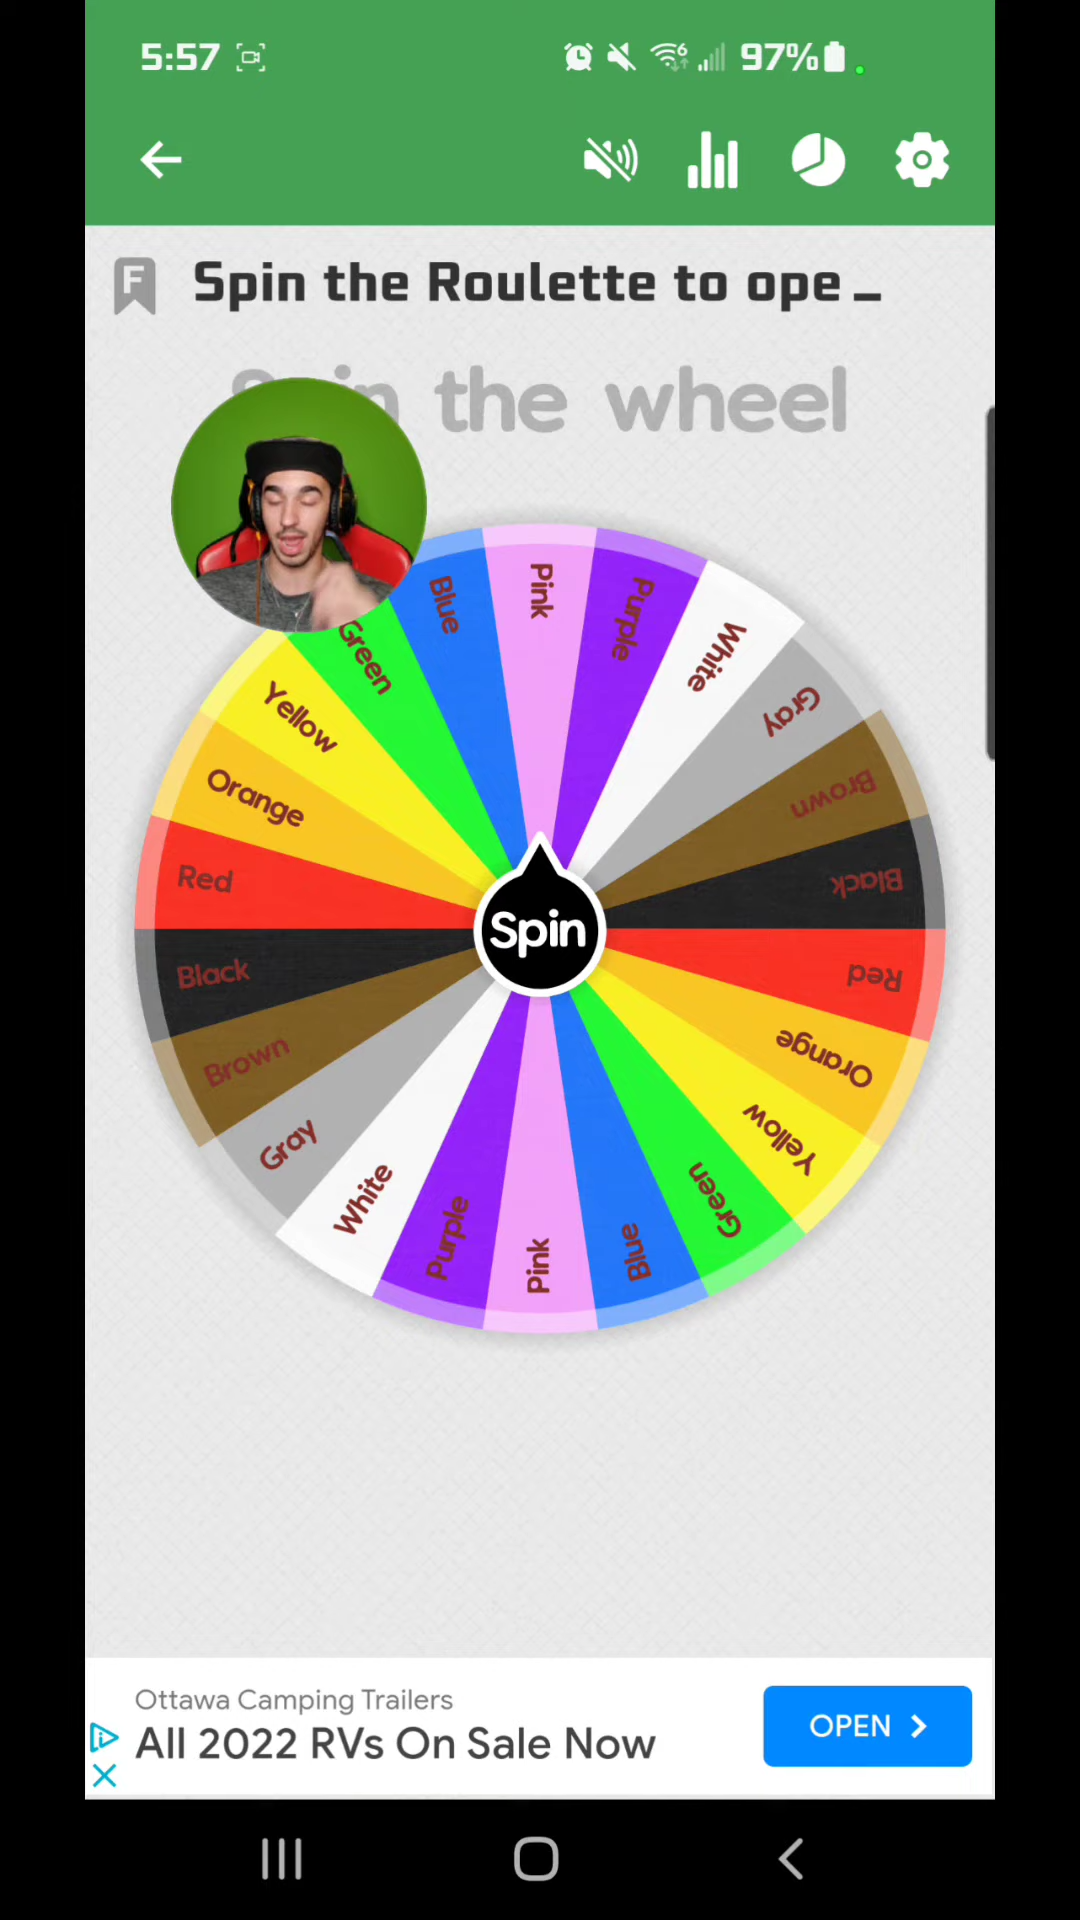 5:57
6
97%
F
Spin the Roulette to ope _
Spin the wheel
Pink
Purple
White
Gray
Brown
Black
Red
Orange
Yellow
Green
Blue
Pink
Purple
White
Gray
Brown
Black
Red
Orange
Yellow
Green
Blue
Spin
Ottawa Camping Trailers
All 2022 RVs On Sale Now
OPEN